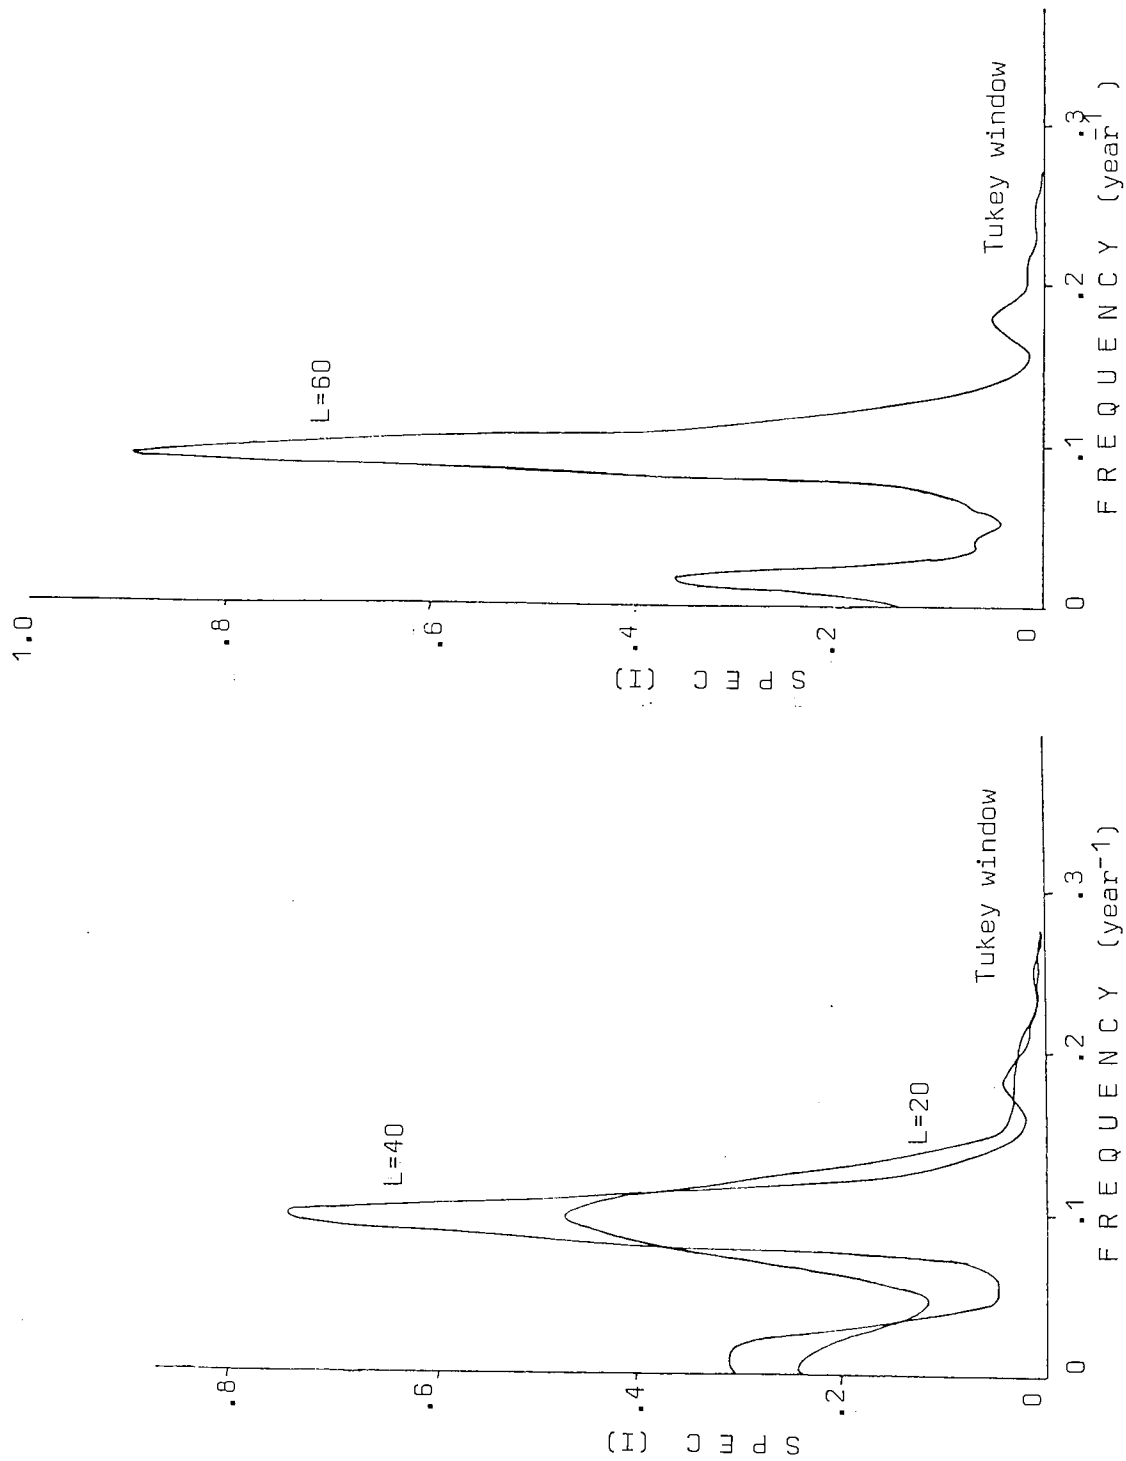 .8
.6
.4
.2
0
SPEC (I)
L=40
L=20
Tukey window
0
.1
.2
.3
FREQUENCY (year⁻¹)
1.0
.8
.6
.4
.2
0
SPEC (I)
L=60
Tukey window
0
.1
.2
.3
FREQUENCY (year⁻¹)